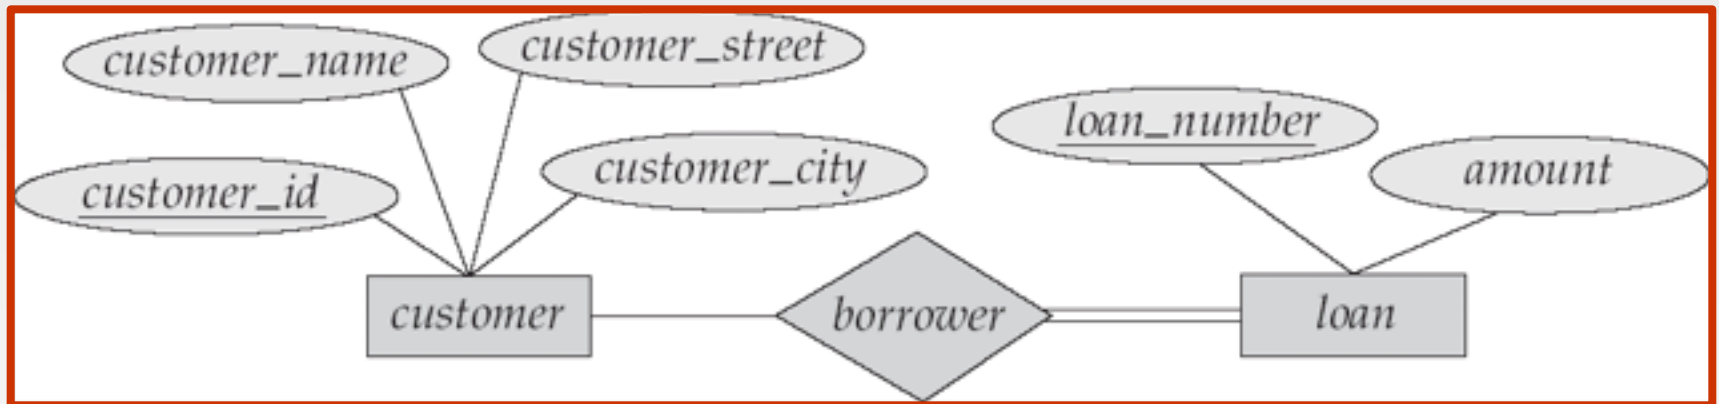 customer_name
customer_street
customer_id
customer_city
loan_number
amount
customer
borrower
loan